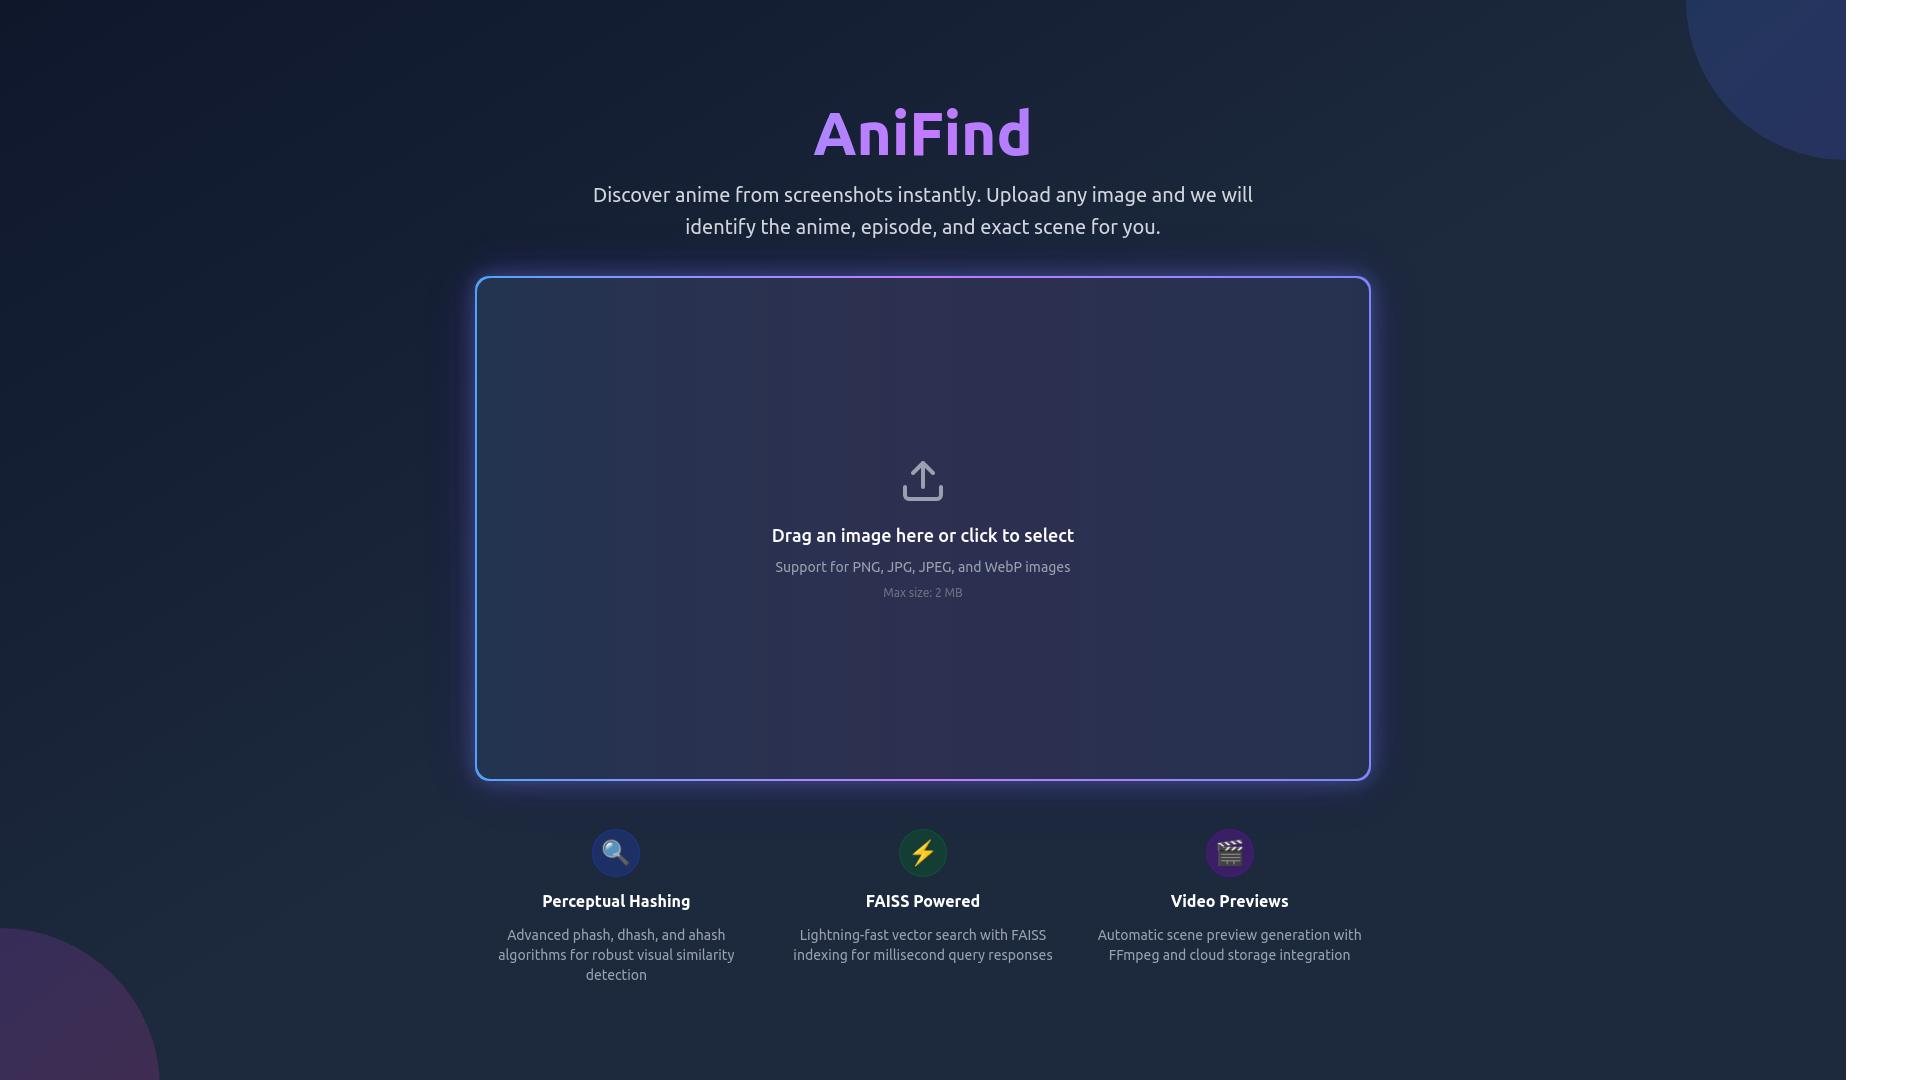 AniFind
Discover anime from screenshots instantly. Upload any image and we will
identify the anime, episode, and exact scene for you.
Drag an image here or click to select
Support for PNG, JPG, JPEG, and WebP images
Max size: 2 MB
Perceptual Hashing
Advanced phash, dhash, and ahash
algorithms for robust visual similarity
detection
FAISS Powered
Lightning-fast vector search with FAISS
indexing for millisecond query responses
Video Previews
Automatic scene preview generation with
FFmpeg and cloud storage integration